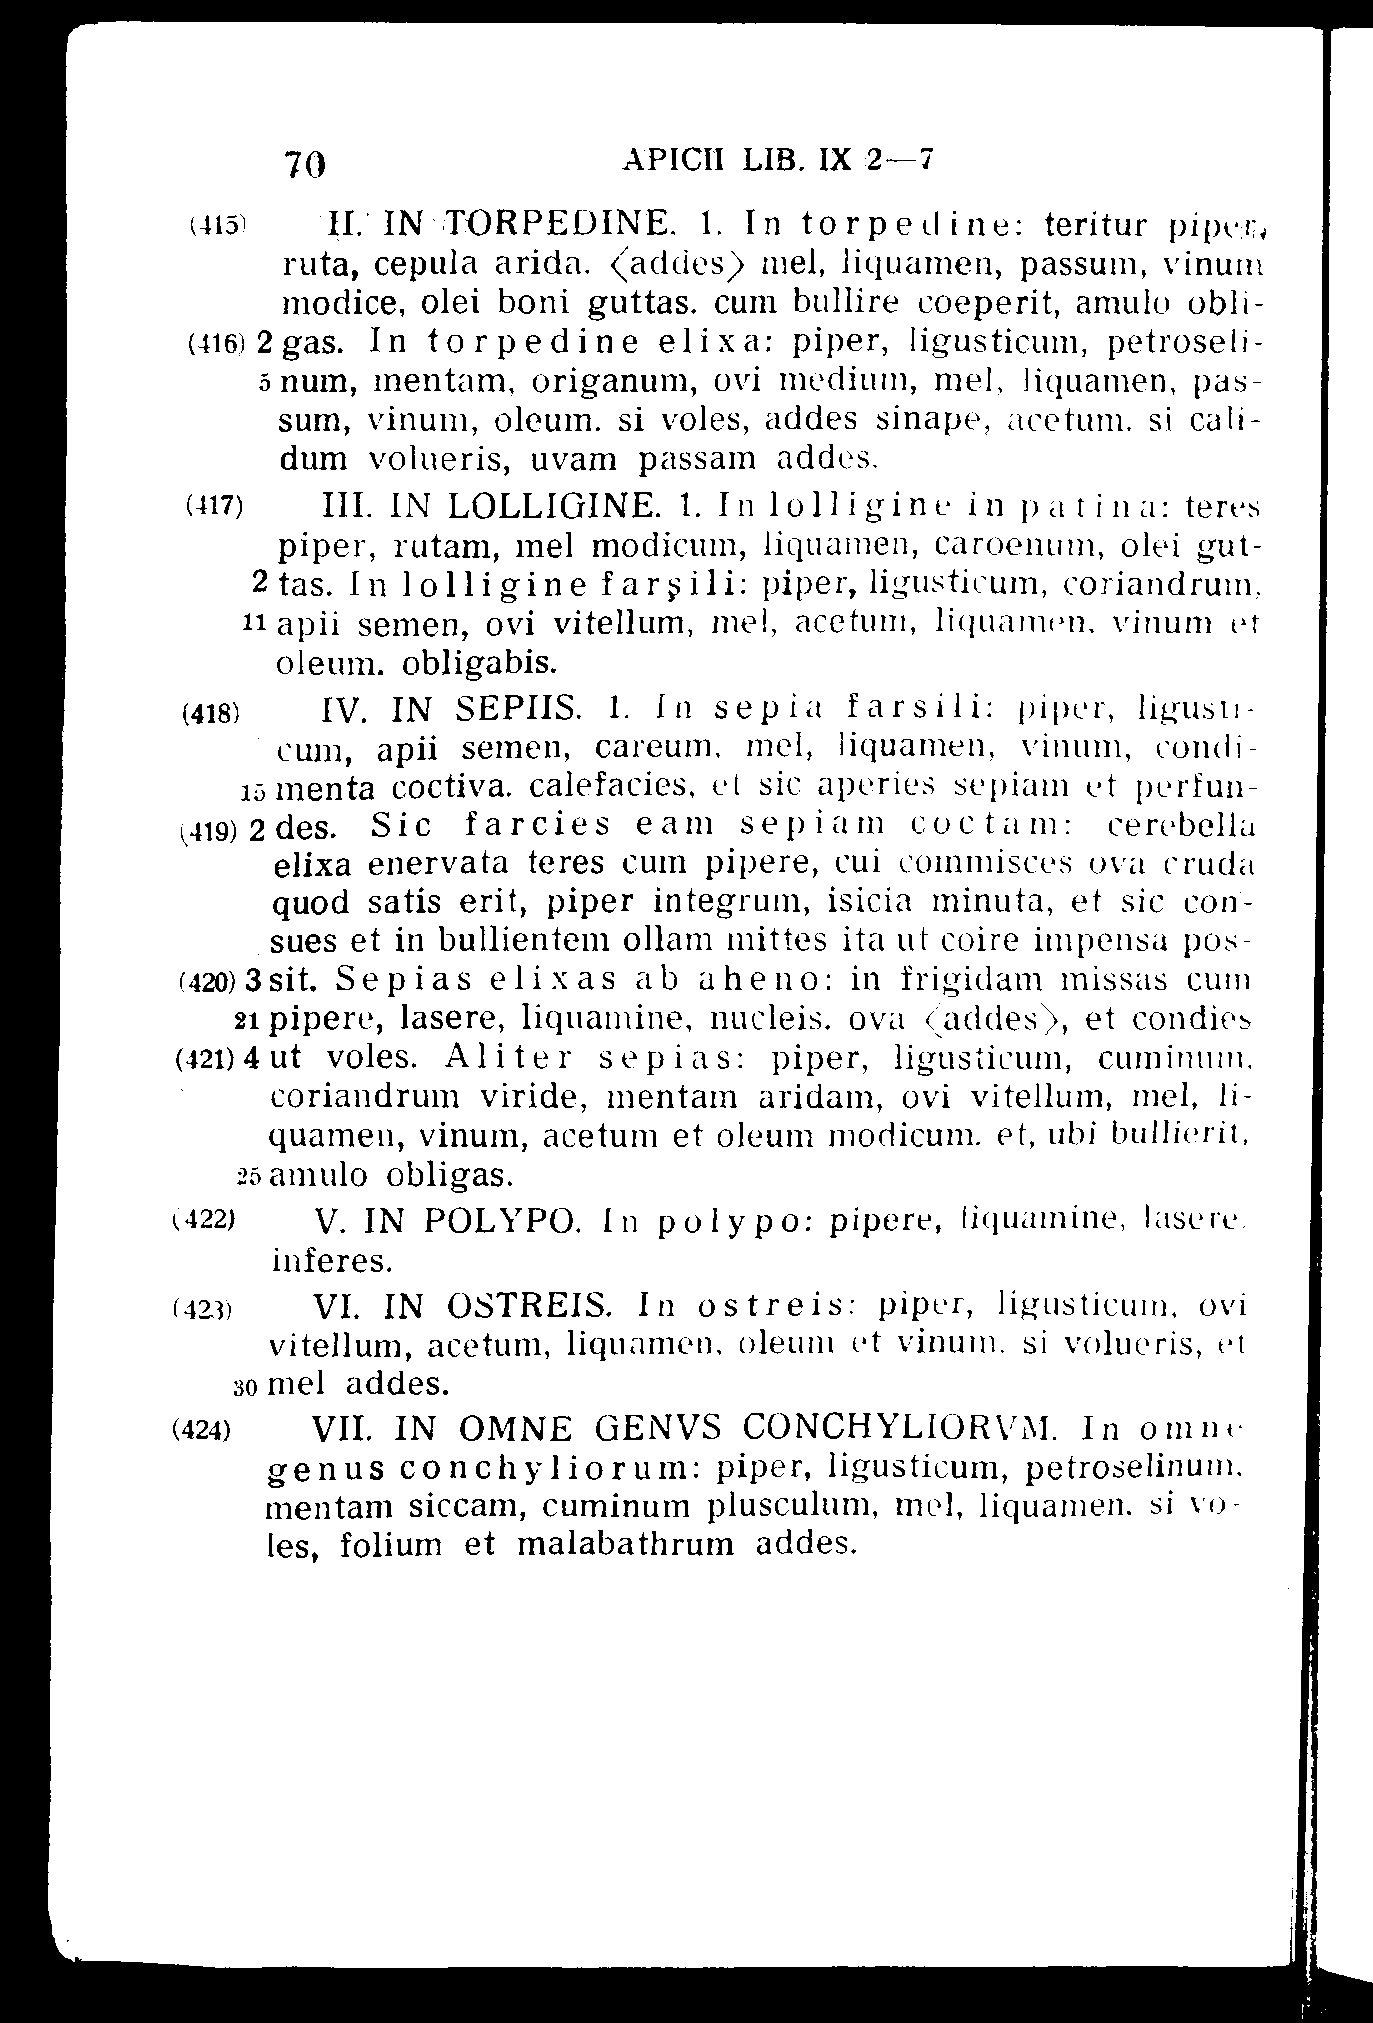 70 APICII LIB. IX 2—7
(415) II. IN TORPEDINE. 1. In torpedine: teritur piper,
ruta, cepula arida. ⟨addes⟩ mel, liquamen, passum, vinum
modice, olei boni guttas. cum bullire coeperit, amulo obli-
(416) 2 gas. In torpedine elixa: piper, ligusticum, petroseli-
5 num, mentam, origanum, ovi medium, mel, liquamen, pas-
sum, vinum, oleum. si voles, addes sinape, acetum. si cali-
dum volueris, uvam passam addes.
(417) III. IN LOLLIGINE. 1. In lolligine in patina: teres
piper, rutam, mel modicum, liquamen, caroenum, olei gut-
2 tas. In lolligine farşili: piper, ligusticum, coriandrum,
11 apii semen, ovi vitellum, mel, acetum, liquamen, vinum et
oleum. obligabis.
(418) IV. IN SEPIIS. 1. In sepia farsili: piper, ligusti-
cum, apii semen, careum, mel, liquamen, vinum, condi-
15 menta coctiva. calefacies, et sic aperies sepiam et perfun-
(419) 2 des. Sic farcies eam sepiam coctam: cerebella
elixa enervata teres cum pipere, cui commisces ova cruda
quod satis erit, piper integrum, isicia minuta, et sic con-
sues et in bullientem ollam mittes ita ut coire impensa pos-
(420) 3 sit. Sepias elixas ab aheno: in frigidam missas cum
21 pipere, lasere, liquamine, nucleis. ova ⟨addes⟩, et condies
(421) 4 ut voles. Aliter sepias: piper, ligusticum, cuminum,
coriandrum viride, mentam aridam, ovi vitellum, mel, li-
quamen, vinum, acetum et oleum modicum. et, ubi bullierit,
25 amulo obligas.
(422) V. IN POLYPO. In polypo: pipere, liquamine, lasere.
inferes.
(423) VI. IN OSTREIS. In ostreis: piper, ligusticum, ovi
vitellum, acetum, liquamen, oleum et vinum. si volueris, et
30 mel addes.
(424) VII. IN OMNE GENVS CONCHYLIORVM. In omne
genus conchyliorum: piper, ligusticum, petroselinum,
mentam siccam, cuminum plusculum, mel, liquamen. si vo-
les, folium et malabathrum addes.